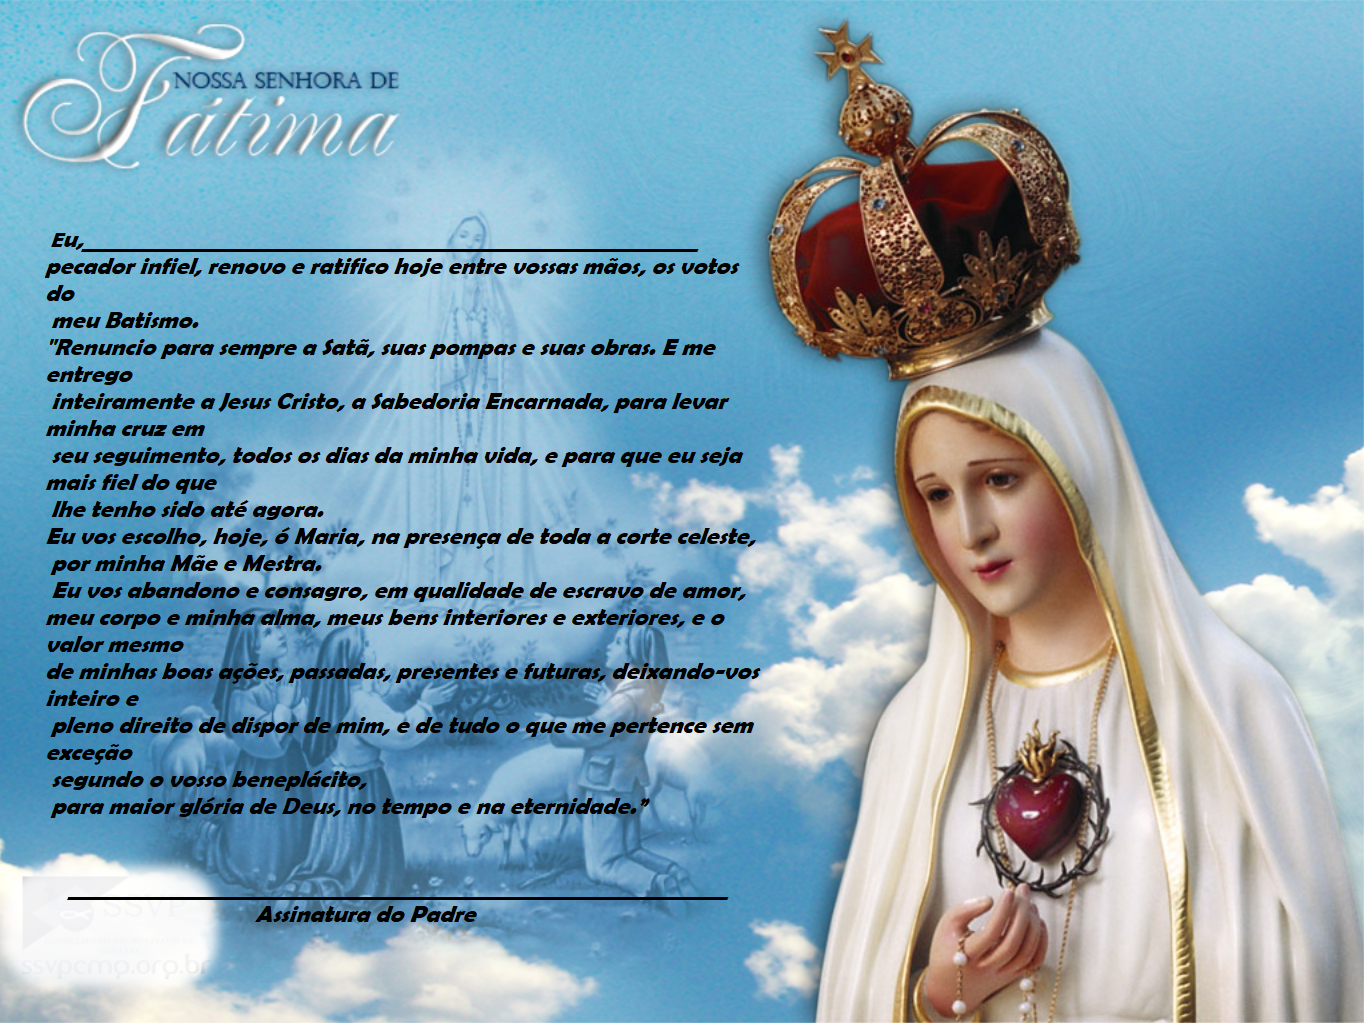 NOSSA SENHORA DE
Fátima
Eu,________________________________________________
pecador infiel, renovo e ratifico hoje entre vossas mãos, os votos
do
meu Batismo.
"Renuncio para sempre a Satã, suas pompas e suas obras. E me
entrego
inteiramente a Jesus Cristo, a Sabedoria Encarnada, para levar
minha cruz em
seu seguimento, todos os dias da minha vida, e para que eu seja
mais fiel do que
lhe tenho sido até agora.
Eu vos escolho, hoje, ó Maria, na presença de toda a corte celeste,
por minha Mãe e Mestra.
Eu vos abandono e consagro, em qualidade de escravo de amor,
meu corpo e minha alma, meus bens interiores e exteriores, e o
valor mesmo
de minhas boas ações, passadas, presentes e futuras, deixando-vos
inteiro e
pleno direito de dispor de mim, e de tudo o que me pertence sem
exceção
segundo o vosso beneplácito,
para maior glória de Deus, no tempo e na eternidade.”
____________________________________________________
Assinatura do Padre
SSVP
ssvpcmg.org.br